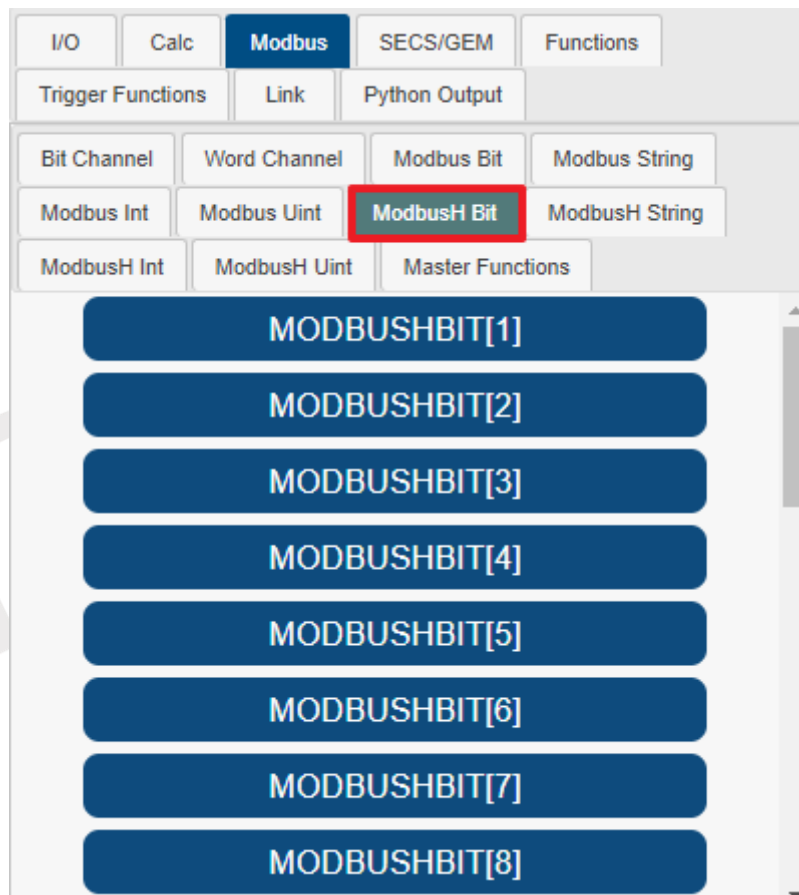 I/O Calc Modbus SECS/GEM Functions
Trigger Functions Link Python Output
Bit Channel Word Channel Modbus Bit Modbus String
Modbus Int Modbus Uint ModbusH Bit ModbusH String
ModbusH Int ModbusH Uint Master Functions
MODBUSHBIT[1]
MODBUSHBIT[2]
MODBUSHBIT[3]
MODBUSHBIT[4]
MODBUSHBIT[5]
MODBUSHBIT[6]
MODBUSHBIT[7]
MODBUSHBIT[8]